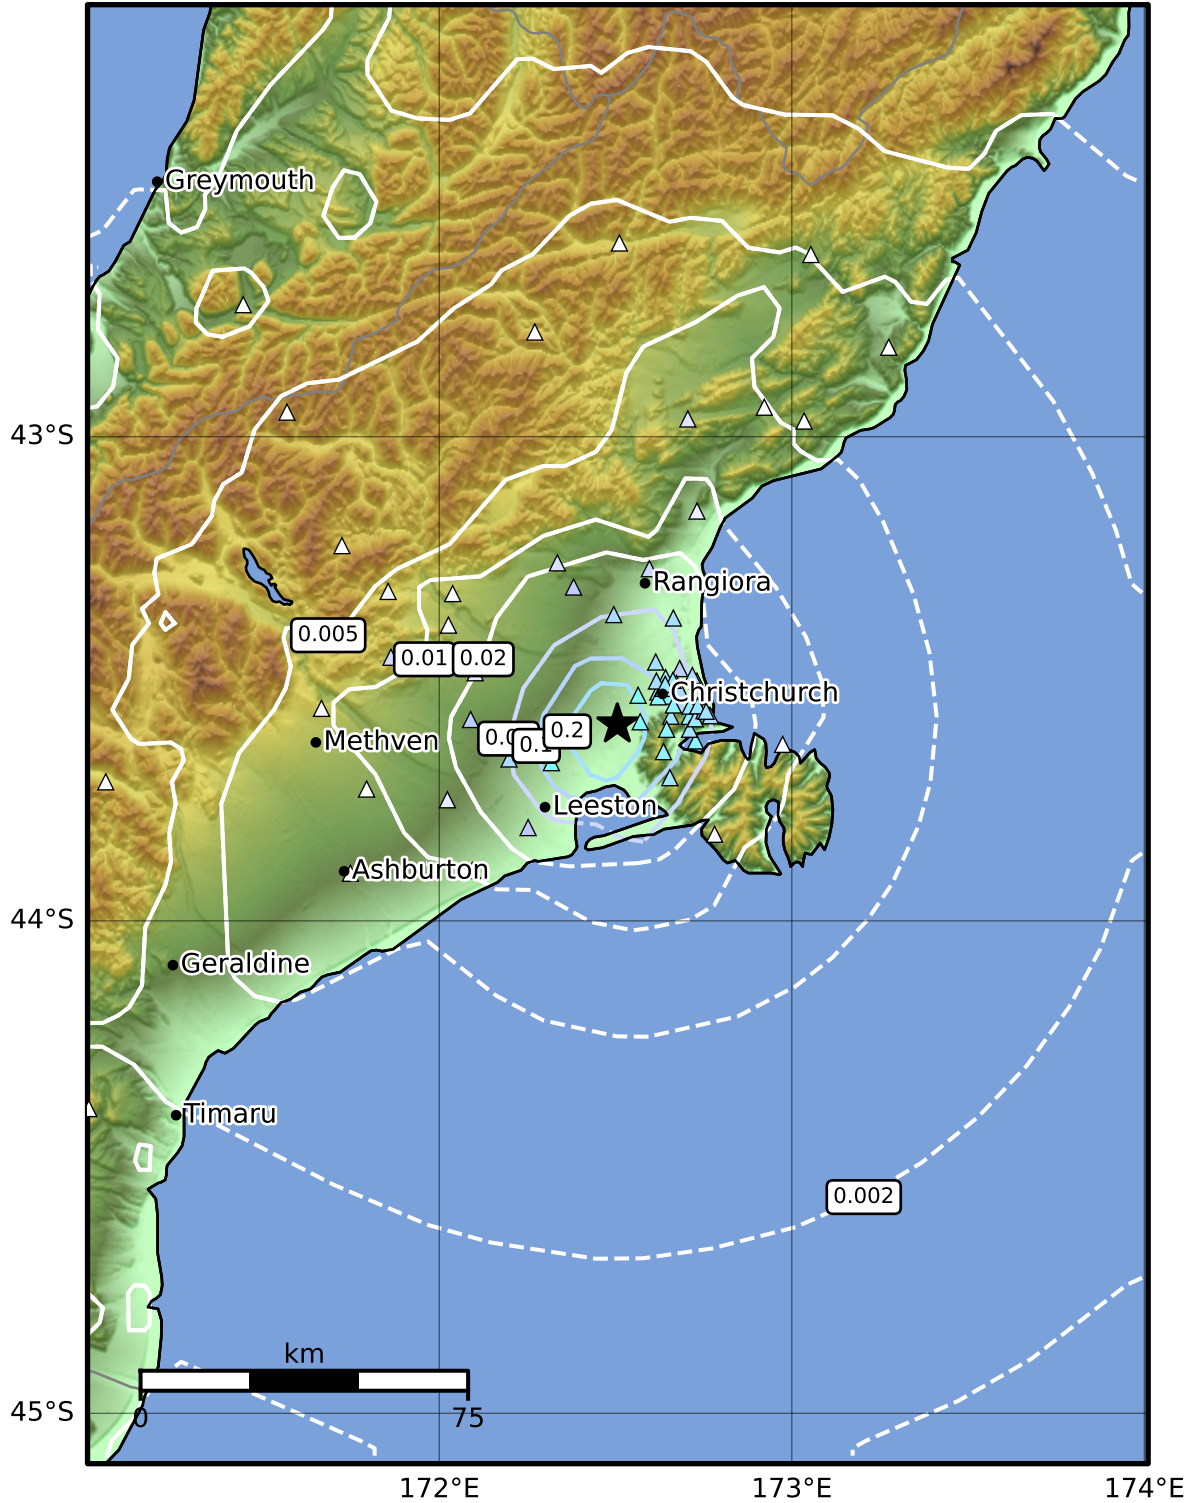 Greymouth
43°S
Rangiora
0.005
0.01
0.02
Christchurch
0.2
Methven
Leeston
Ashburton
44°S
Geraldine
Timaru
0.002
km
0
75
45°S
172°E
173°E
174°E